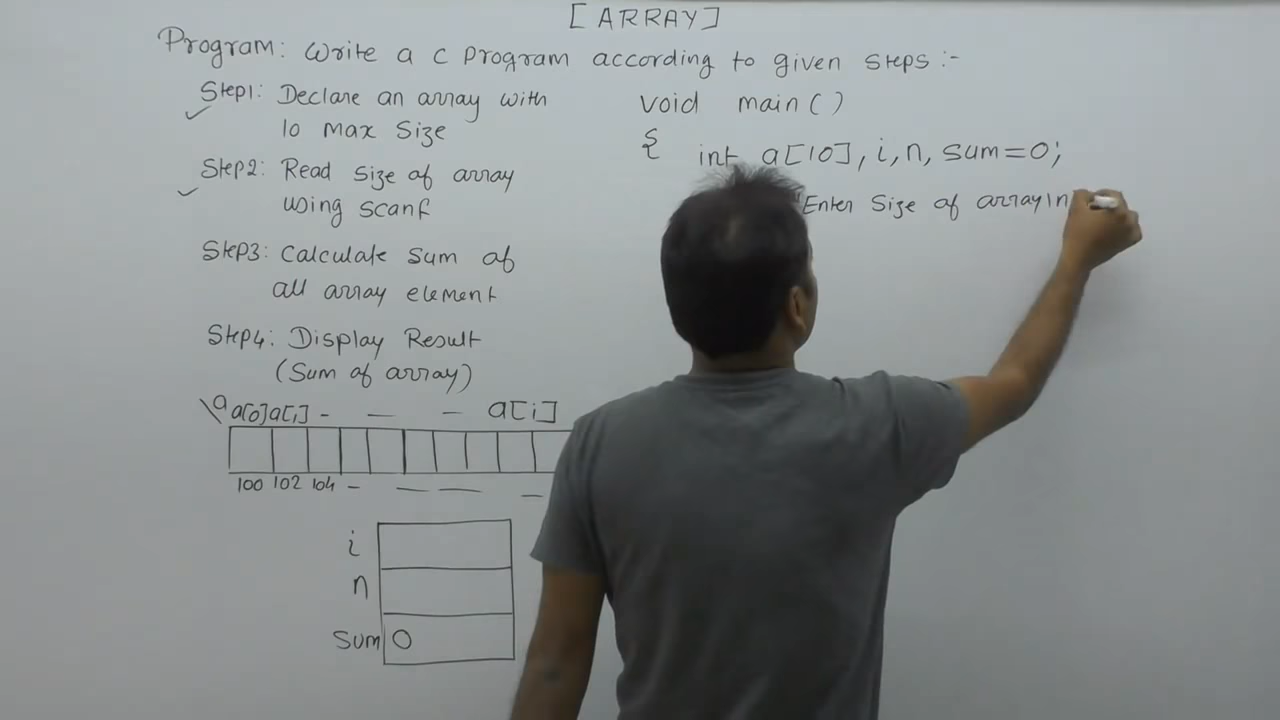 [ARRAY]
Program: Write a C Program according to given Steps :-
Step1: Declare an array with
10 max Size
Step2: Read Size of array
using scanf
Step3: Calculate Sum of
all array element
Step4: Display Result
(Sum of array)
a a[0] a[i] - — — a[i]
100 102 104 - — — —
i
n
Sum 0
void main()
{ int a[10], i, n, sum=0;
"Enter Size of array\n